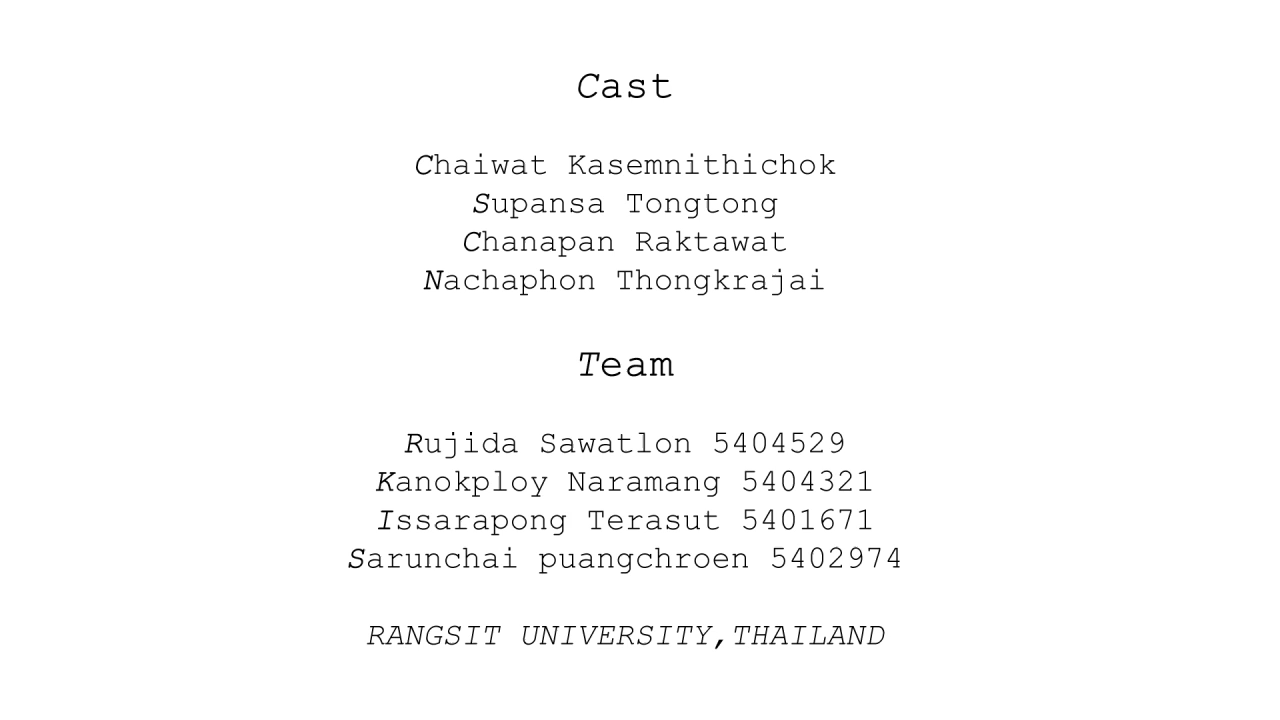 Cast
Chaiwat Kasemnithichok
Supansa Tongtong
Chanapan Raktawat
Nachaphon Thongkrajai
Team
Rujida Sawatlon 5404529
Kanokploy Naramang 5404321
Issarapong Terasut 5401671
Sarunchai puangchroen 5402974
RANGSIT UNIVERSITY,THAILAND